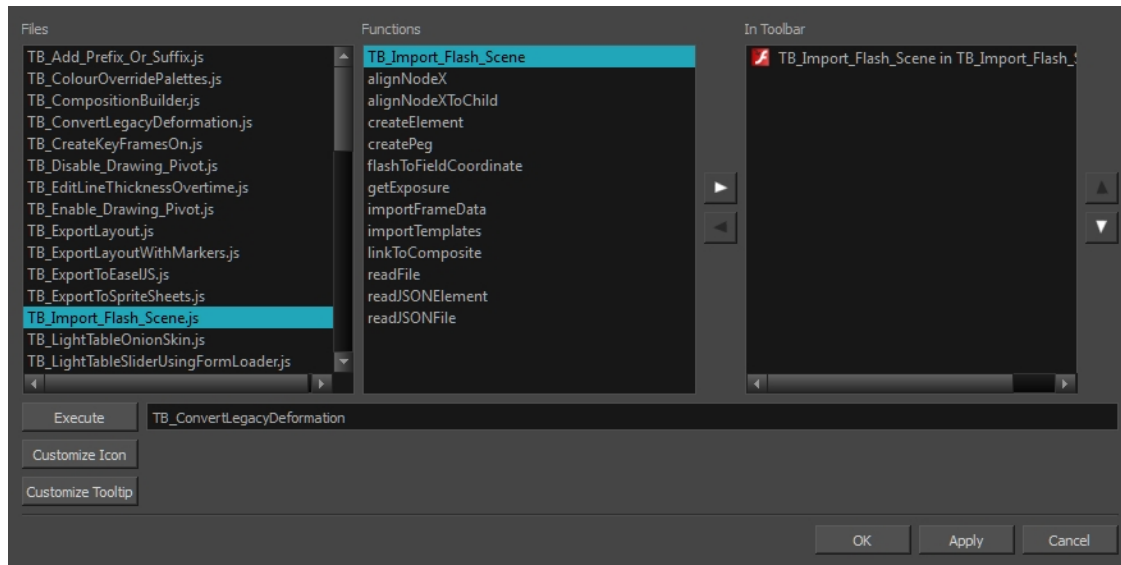 Files
TB_Add_Prefix_Or_Suffix.js
TB_ColourOverridePalettes.js
TB_CompositionBuilder.js
TB_ConvertLegacyDeformation.js
TB_CreateKeyFramesOn.js
TB_Disable_Drawing_Pivot.js
TB_EditLineThicknessOvertime.js
TB_Enable_Drawing_Pivot.js
TB_ExportLayout.js
TB_ExportLayoutWithMarkers.js
TB_ExportToEaselJS.js
TB_ExportToSpriteSheets.js
TB_Import_Flash_Scene.js
TB_LightTableOnionSkin.js
TB_LightTableSliderUsingFormLoader.js
Functions
TB_Import_Flash_Scene
alignNodeX
alignNodeXToChild
createElement
createPeg
flashToFieldCoordinate
getExposure
importFrameData
importTemplates
linkToComposite
readFile
readJSONElement
readJSONFile
In Toolbar
TB_Import_Flash_Scene in TB_Import_Flash_
Execute
TB_ConvertLegacyDeformation
Customize Icon
Customize Tooltip
OK
Apply
Cancel